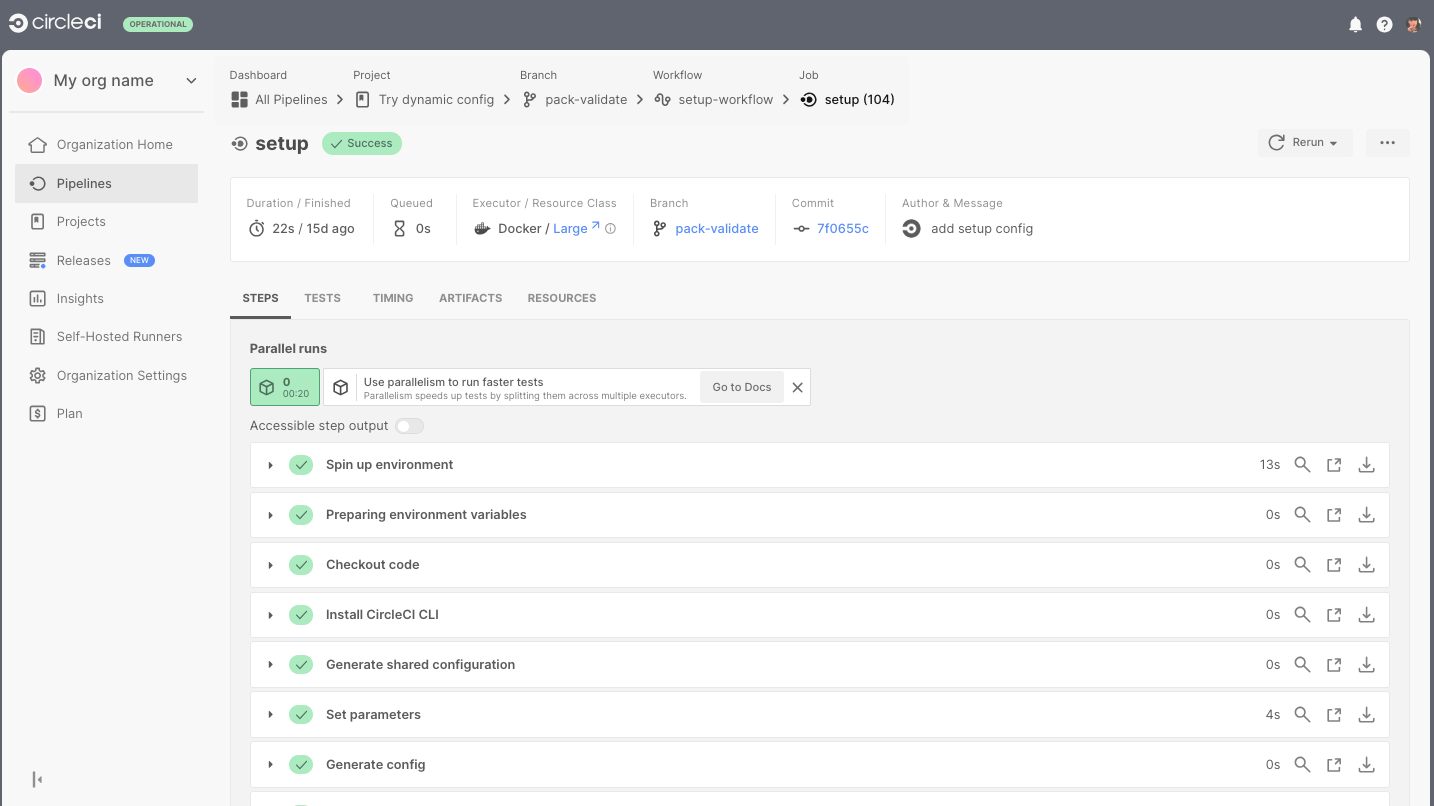 circleci
OPERATIONAL
My org name
Organization Home
Pipelines
Projects
Releases NEW
Insights
Self-Hosted Runners
Organization Settings
Plan
Dashboard Project Branch Workflow Job
All Pipelines Try dynamic config pack-validate setup-workflow setup (104)
setup Success
Rerun
Duration / Finished Queued Executor / Resource Class Branch Commit Author & Message
22s / 15d ago 0s Docker / Large pack-validate 7f0655c add setup config
STEPS TESTS TIMING ARTIFACTS RESOURCES
Parallel runs
0
00:20
Use parallelism to run faster tests
Parallelism speeds up tests by splitting them across multiple executors.
Go to Docs
Accessible step output
Spin up environment 13s
Preparing environment variables 0s
Checkout code 0s
Install CircleCI CLI 0s
Generate shared configuration 0s
Set parameters 4s
Generate config 0s